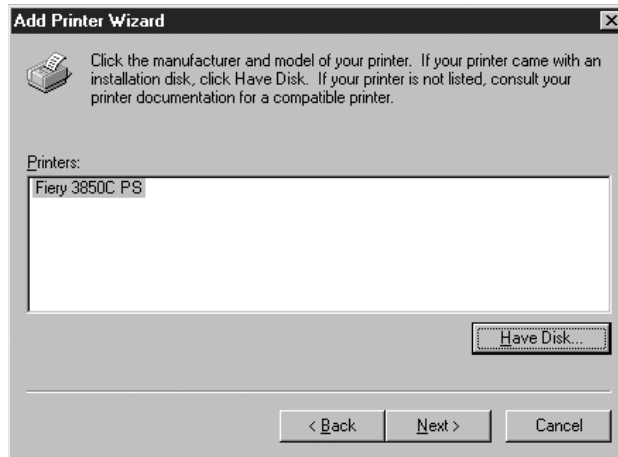 Add Printer Wizard
Click the manufacturer and model of your printer. If your printer came with an
installation disk, click Have Disk. If your printer is not listed, consult your
printer documentation for a compatible printer.
Printers:
Fiery 3850C PS
Have Disk...
< Back
Next >
Cancel